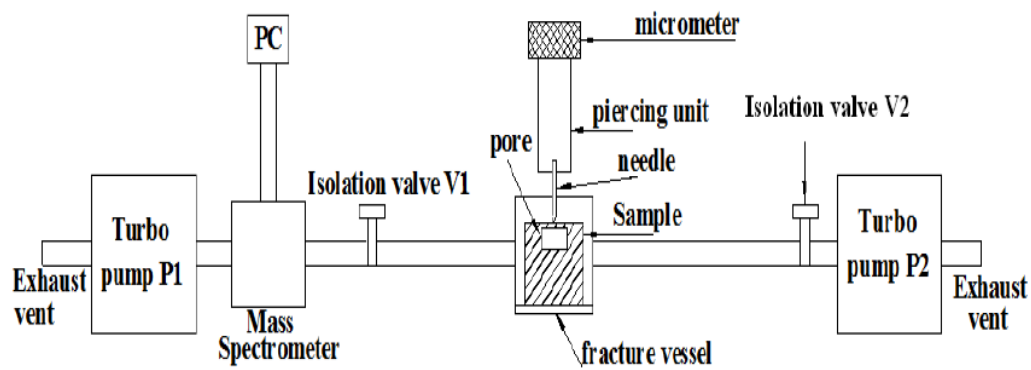 PC
micrometer
piercing unit
Isolation valve V2
pore
needle
Isolation valve V1
Sample
Turbo
pump P1
Turbo
pump P2
Exhaust
vent
Mass
Spectrometer
Exhaust
vent
fracture vessel